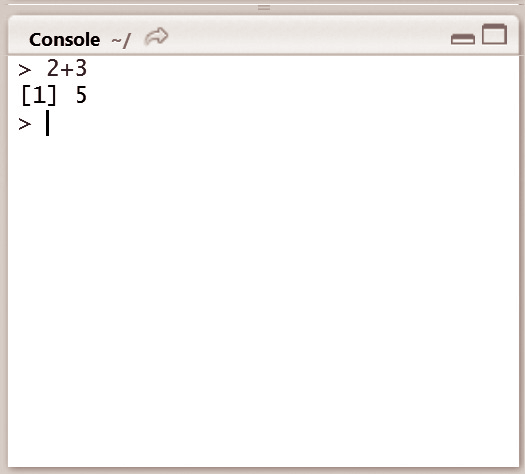 Console ~/
> 2+3
[1] 5
>